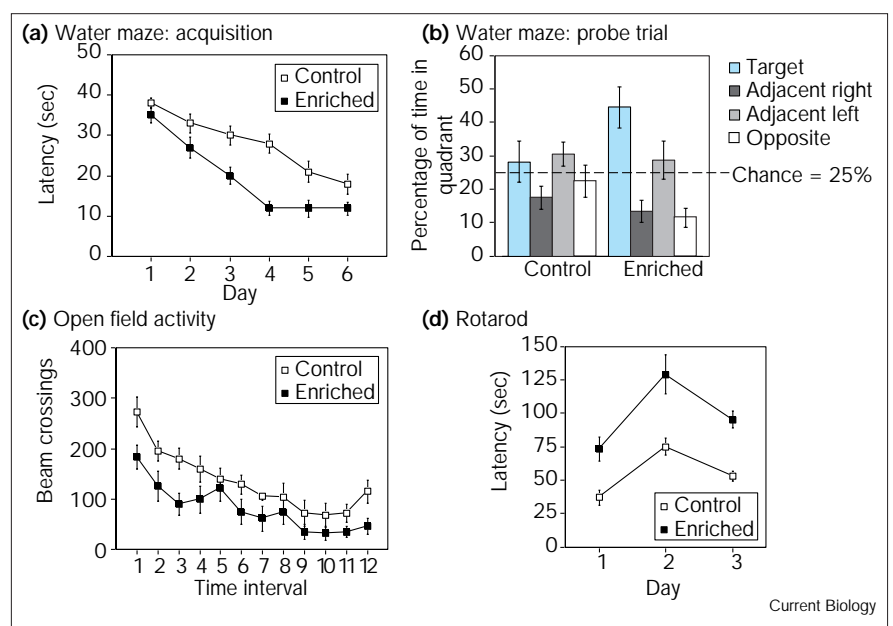 (a) Water maze: acquisition
50
40
30
20
10
0
Latency (sec)
Control
Enriched
1 2 3 4 5 6
Day
(b) Water maze: probe trial
60
50
40
30
20
10
0
Percentage of time in
quadrant
Target
Adjacent right
Adjacent left
Opposite
Chance = 25%
Control Enriched
(c) Open field activity
400
300
200
100
0
Beam crossings
Control
Enriched
1 2 3 4 5 6 7 8 9 10 11 12
Time interval
(d) Rotarod
150
125
100
75
50
25
0
Latency (sec)
Control
Enriched
1 2 3
Day
Current Biology